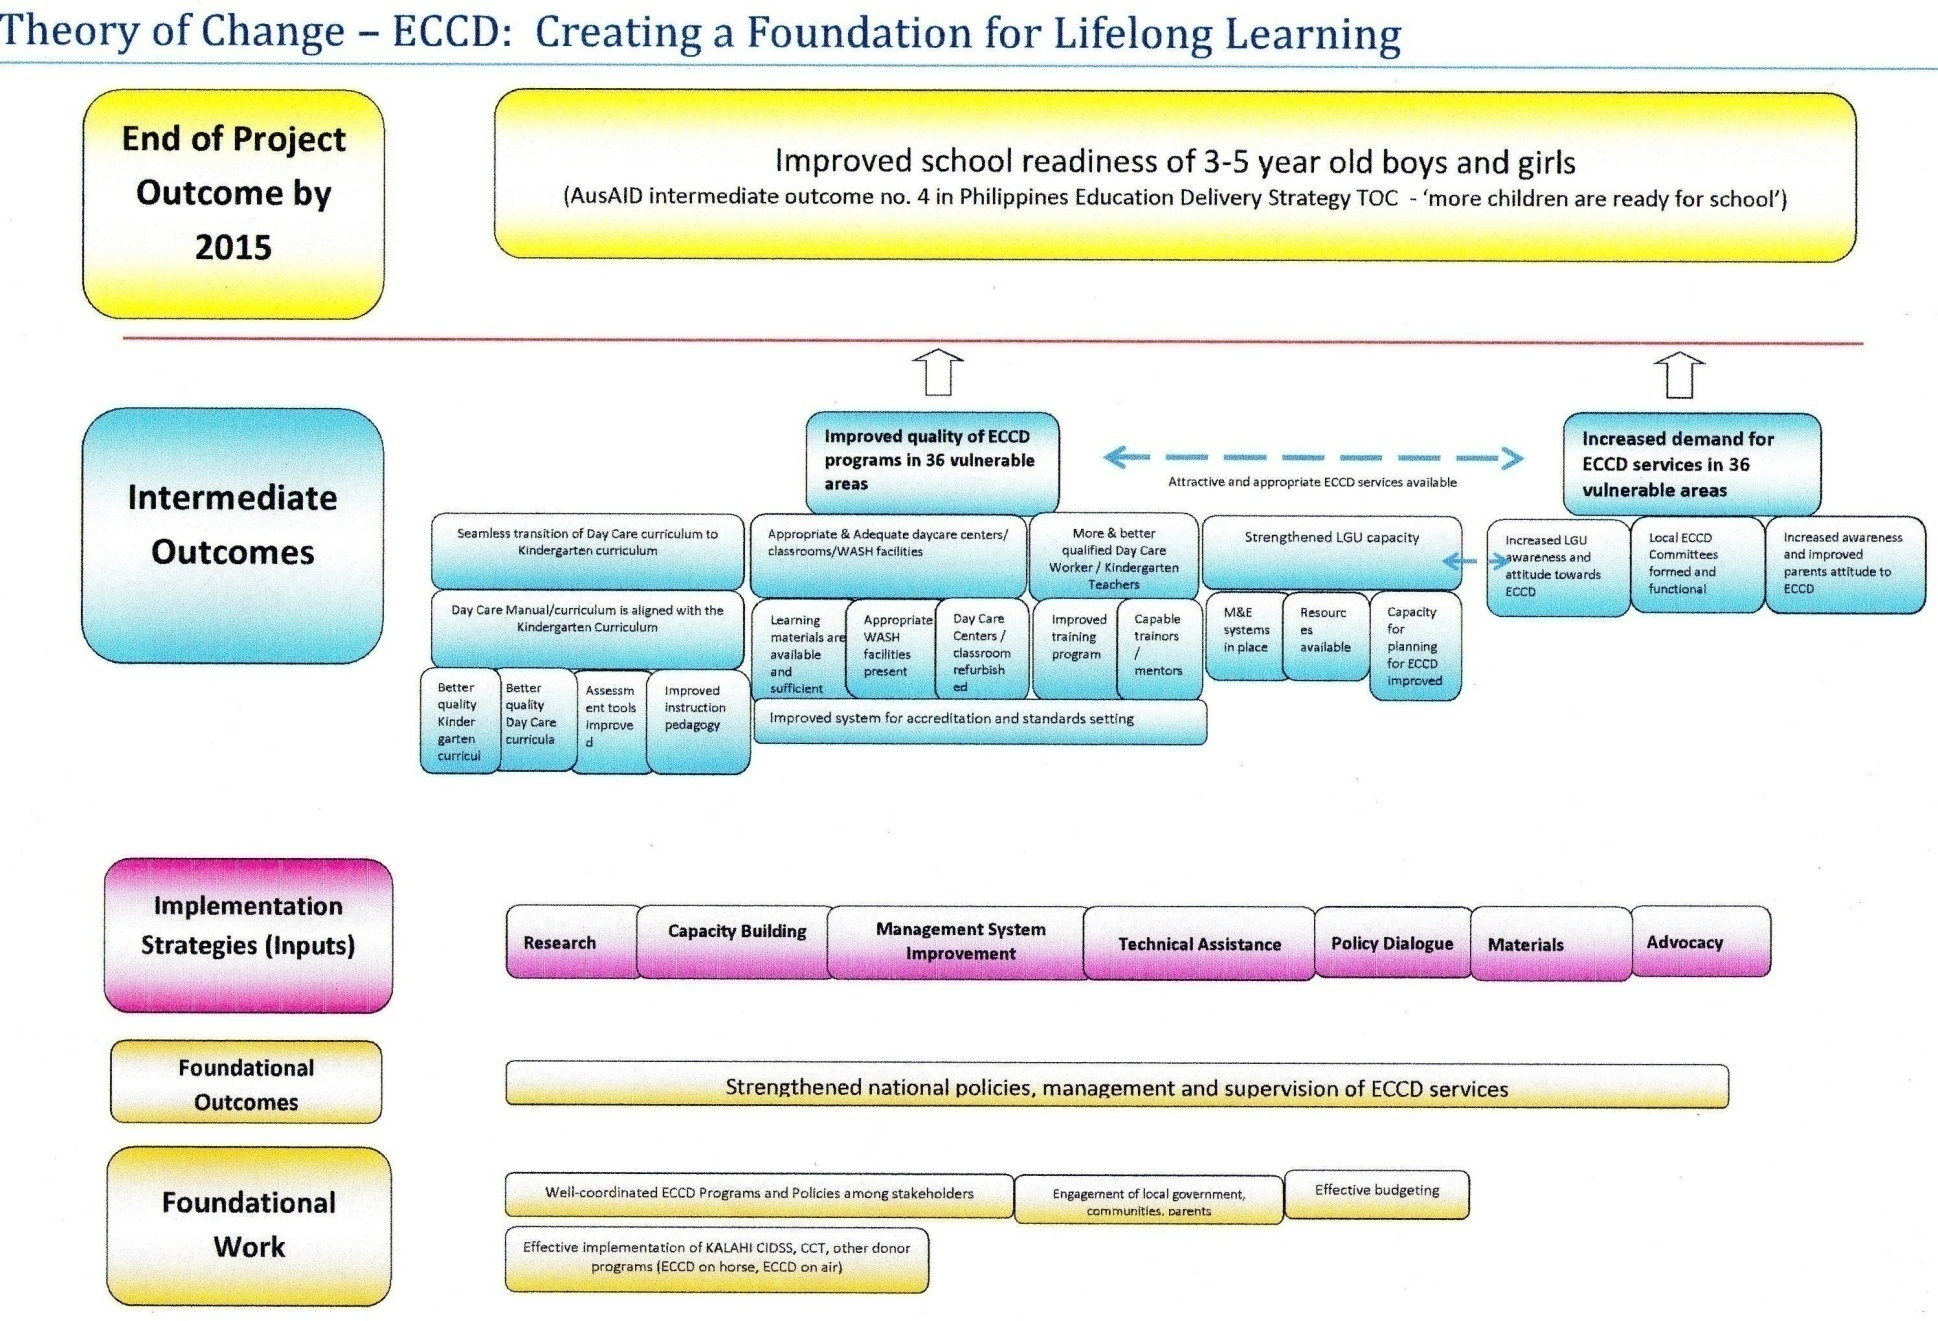 Theory of Change – ECCD:  Creating a Foundation for Lifelong Learning
End of Project
Outcome by
2015
Improved school readiness of 3-5 year old boys and girls
(AusAID intermediate outcome no. 4 in Philippines Education Delivery Strategy TOC - ‘more children are ready for school’)
Intermediate
Outcomes
Improved quality of ECCD
programs in 36 vulnerable
areas
Attractive and appropriate ECCD services available
Increased demand for
ECCD services in 36
vulnerable areas
Seamless transition of Day Care curriculum to
Kindergarten curriculum
Appropriate & Adequate daycare centers/
classrooms/WASH facilities
More & better
qualified Day Care
Worker / Kindergarten
Teachers
Strengthened LGU capacity
Increased LGU
awareness and
attitude towards
ECCD
Local ECCD
Committees
formed and
functional
Increased awareness
and improved
parents attitude to
ECCD
Day Care Manual/curriculum is aligned with the
Kindergarten Curriculum
Learning
materials are
available
and
sufficient
Appropriate
WASH
facilities
present
Day Care
Centers /
classroom
refurbish
ed
Improved
training
program
Capable
trainors
/
mentors
M&E
systems
in place
Resourc
es
available
Capacity
for
planning
for ECCD
improved
Better
quality
Kinder
garten
curricul
Better
quality
Day Care
curricula
Assessm
ent tools
improve
d
Improved
instruction
pedagogy
Improved system for accreditation and standards setting
Implementation
Strategies (Inputs)
Research
Capacity Building
Management System
Improvement
Technical Assistance
Policy Dialogue
Materials
Advocacy
Foundational
Outcomes
Strengthened national policies, management and supervision of ECCD services
Foundational
Work
Well-coordinated ECCD Programs and Policies among stakeholders
Engagement of local government,
communities, parents
Effective budgeting
Effective implementation of KALAHI CIDSS, CCT, other donor
programs (ECCD on horse, ECCD on air)